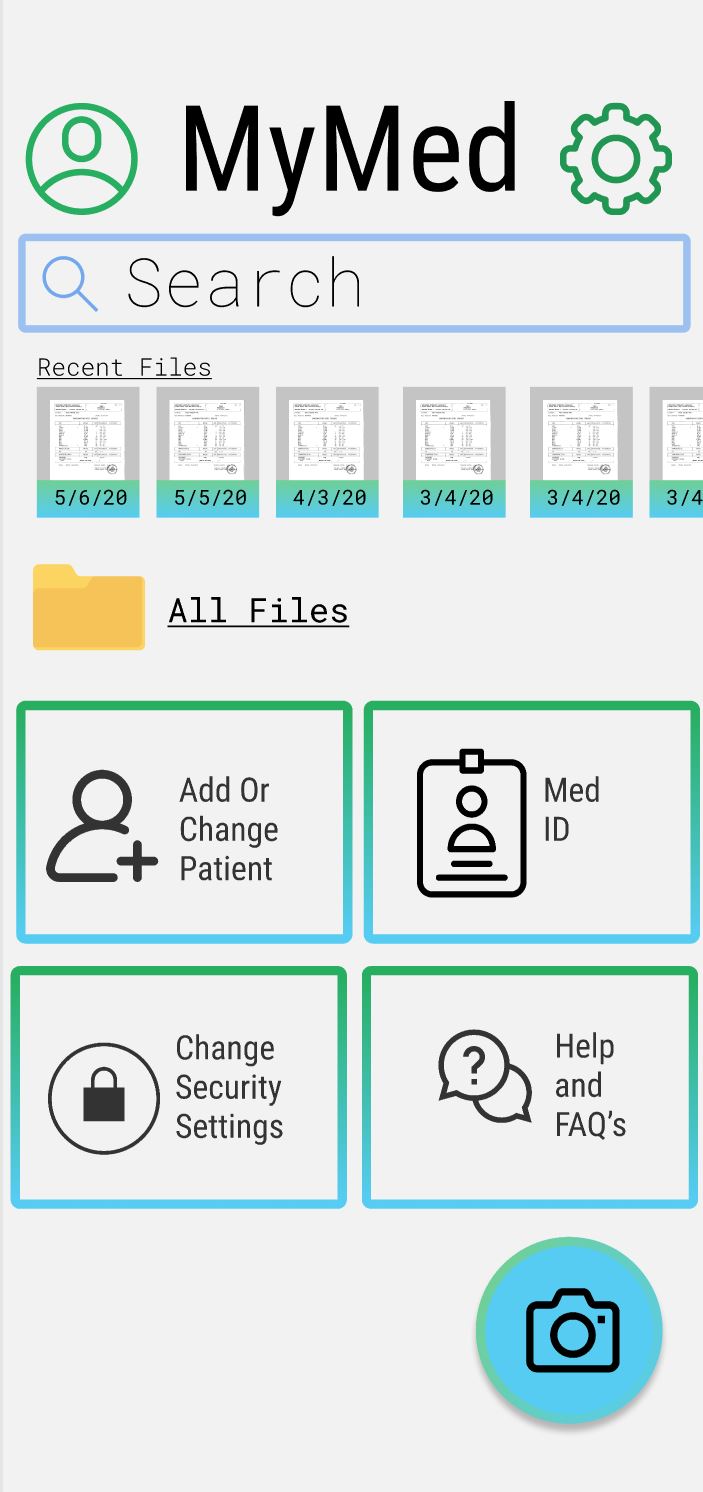 MyMed
Search
Recent Files
5/6/20 5/5/20 4/3/20 3/4/20 3/4/20 3/4
All Files
Add Or
Change
Patient
Med
ID
Change
Security
Settings
Help
and
FAQ’s